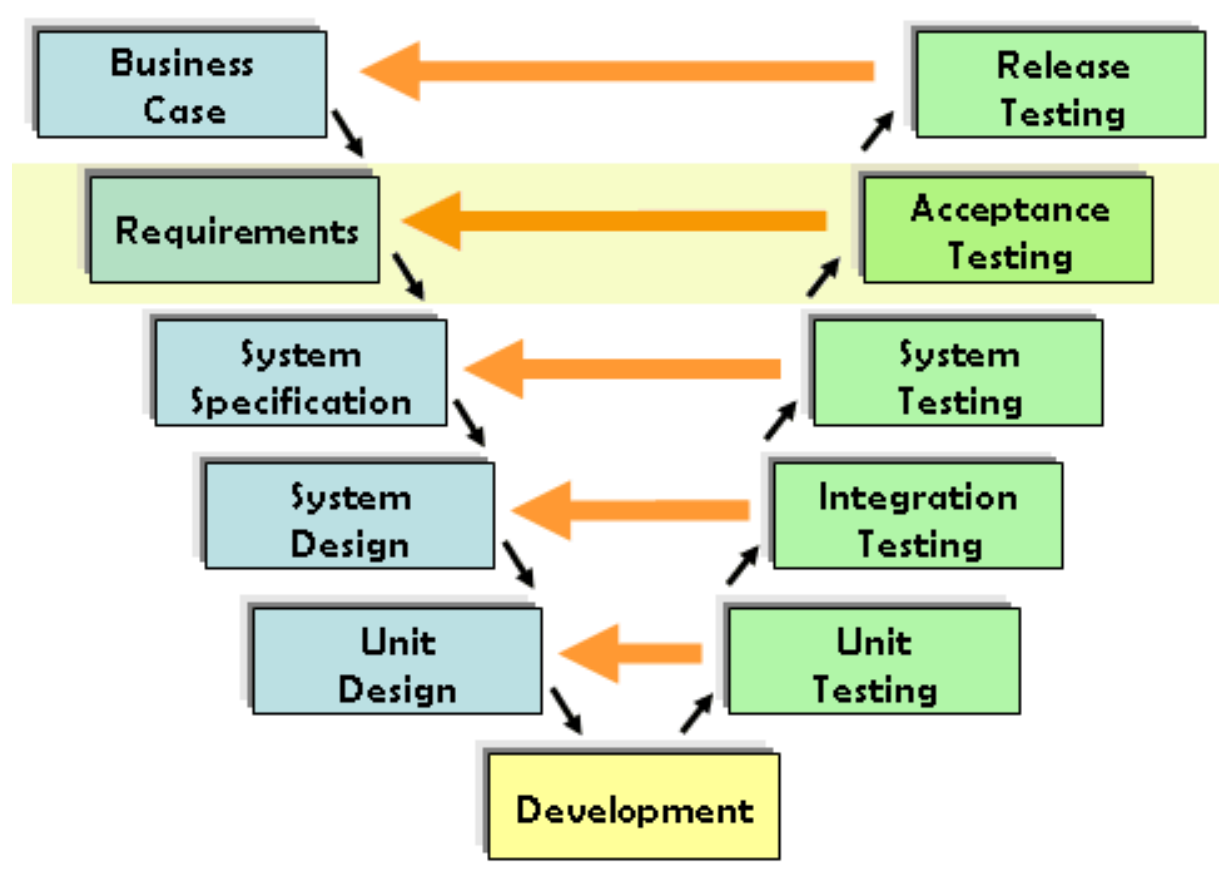 Business
Case
Release
Testing
Requirements
Acceptance
Testing
System
Specification
System
Testing
System
Design
Integration
Testing
Unit
Design
Unit
Testing
Development